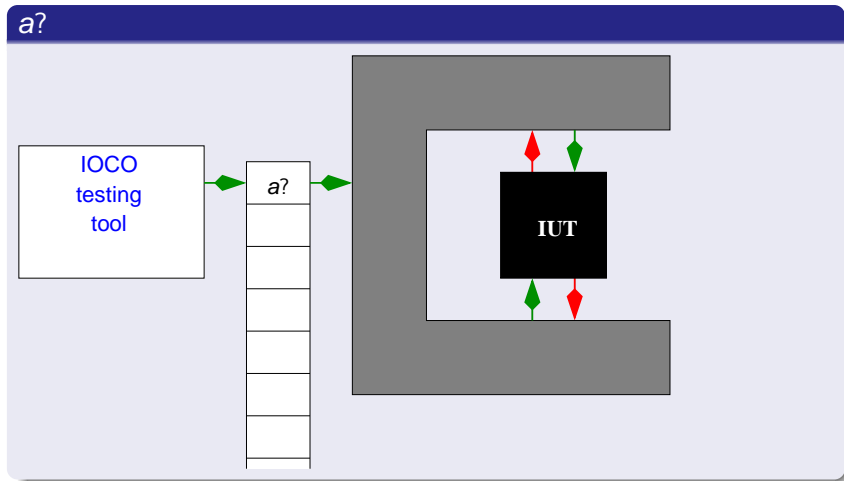 a?
IOCO
testing
tool
a?
IUT